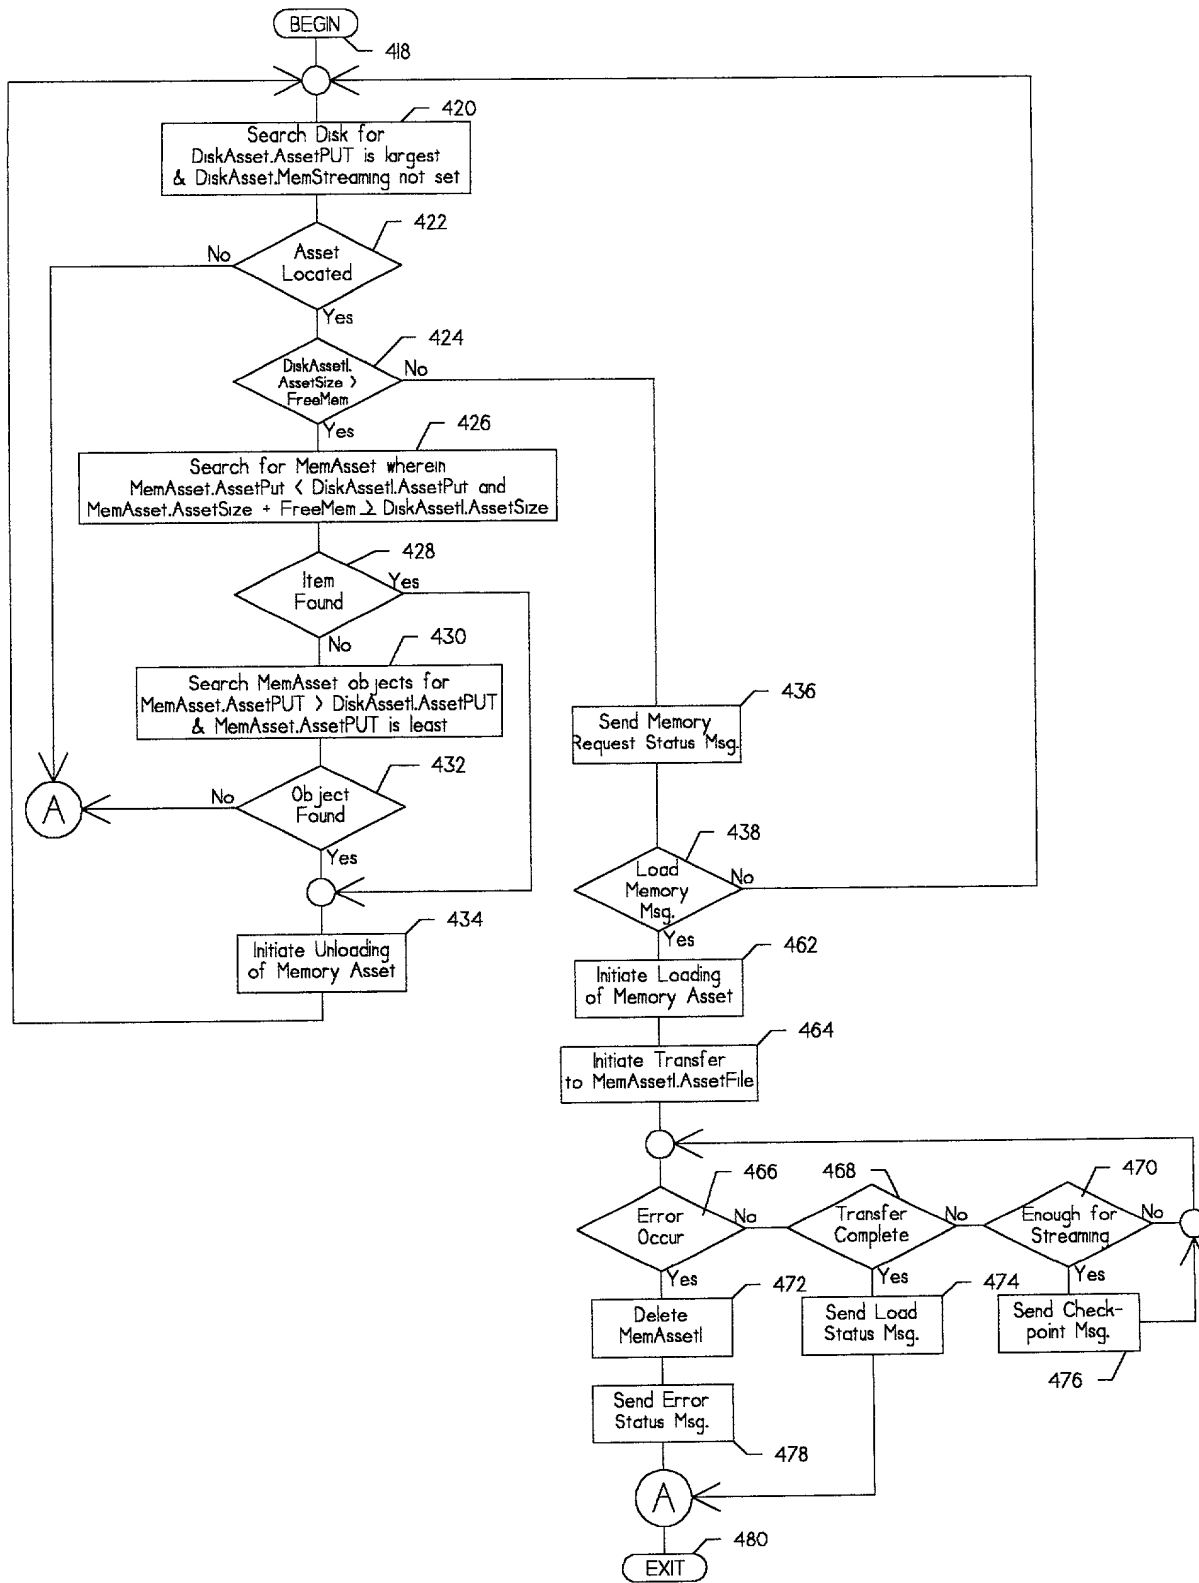 BEGIN
418
420
Search Disk for
DiskAsset.AssetPUT is largest
& DiskAsset.MemStreaming not set
422
No
Asset
Located
Yes
424
DiskAssetl.
AssetSize >
FreeMem
No
Yes
426
Search for MemAsset wherein
MemAsset.AssetPut < DiskAssetl.AssetPut and
MemAsset.AssetSize + FreeMem ≥ DiskAssetl.AssetSize
428
Item
Found
Yes
No
430
Search MemAsset objects for
MemAsset.AssetPUT > DiskAssetl.AssetPUT
& MemAsset.AssetPUT is least
436
Send Memory
Request Status Msg.
432
A
No
Object
Found
Yes
438
Load
Memory
Msg.
No
Yes
434
Initiate Unloading
of Memory Asset
462
Initiate Loading
of Memory Asset
464
Initiate Transfer
to MemAssetl.AssetFile
466
468
470
Error
Occur
No
Transfer
Complete
No
Enough for
Streaming
No
Yes
Yes
Yes
472
Delete
MemAssetl
474
Send Load
Status Msg.
Send Check-
point Msg.
476
Send Error
Status Msg.
478
A
480
EXIT